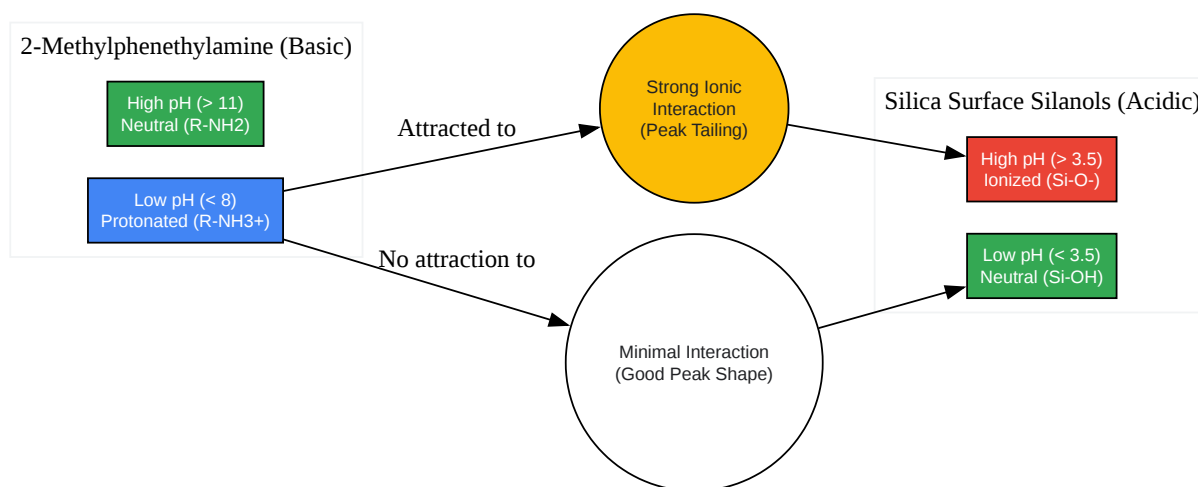 2-Methylphenethylamine (Basic)
High pH (> 11)
Neutral (R-NH2)
Low pH (< 8)
Protonated (R-NH3+)
Attracted to
No attraction to
Strong Ionic
Interaction
(Peak Tailing)
Minimal Interaction
(Good Peak Shape)
Silica Surface Silanols (Acidic)
High pH (> 3.5)
Ionized (Si-O-)
Low pH (< 3.5)
Neutral (Si-OH)